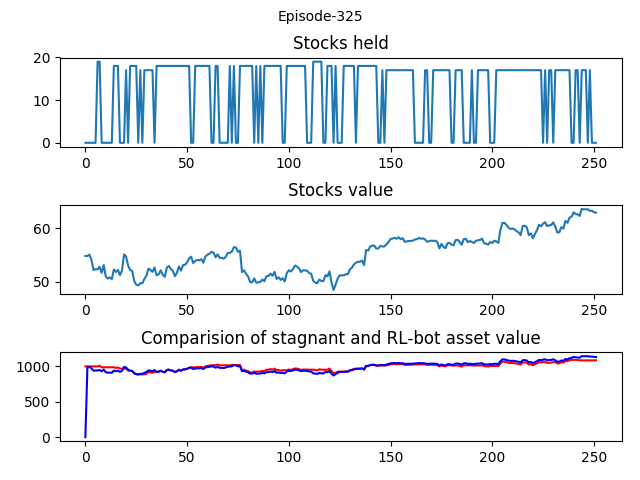 Episode-325
Stocks held
20
10
0
0 50 100 150 200 250
Stocks value
60
50
0 50 100 150 200 250
Comparision of stagnant and RL-bot asset value
1000
500
0
0 50 100 150 200 250